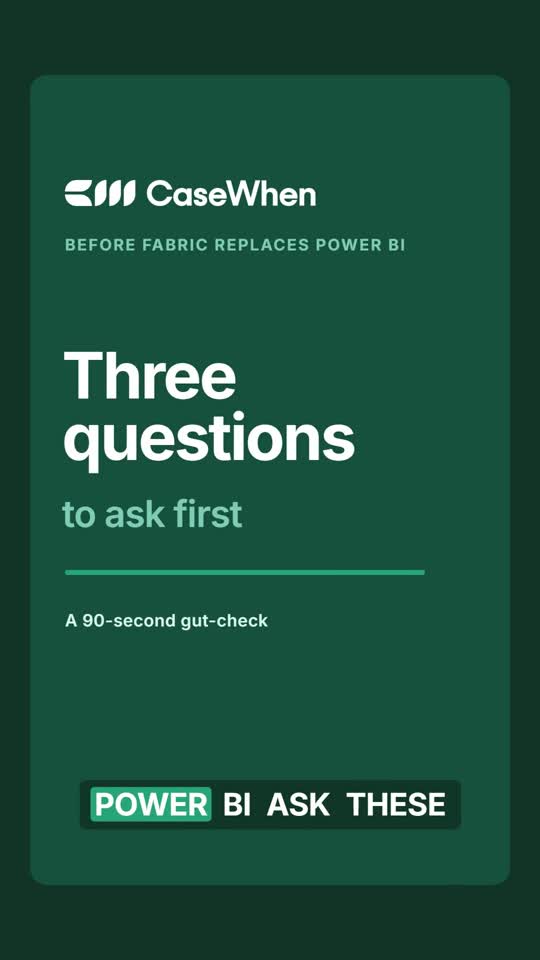 CaseWhen
BEFORE FABRIC REPLACES POWER BI
Three
questions
to ask first
A 90-second gut-check
POWER BI ASK THESE